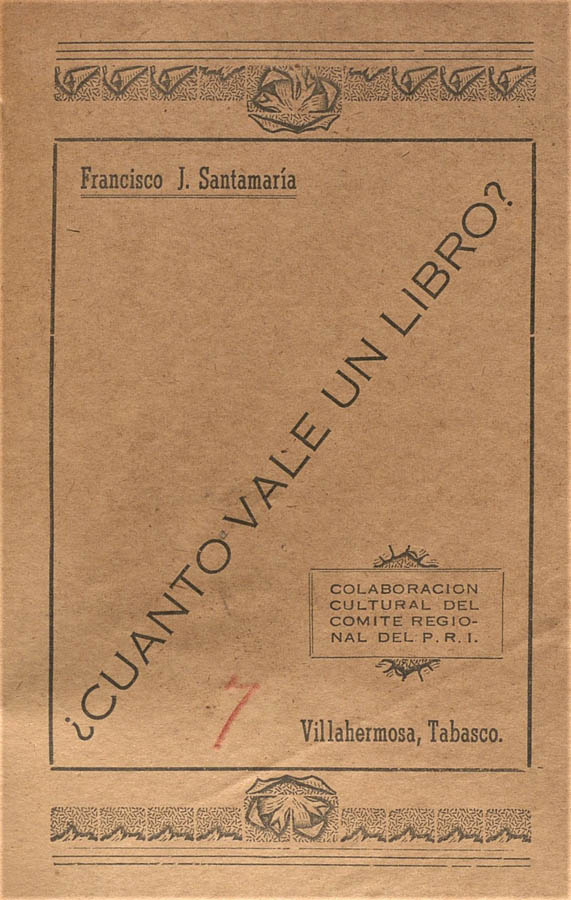 Francisco J. Santamaría
¿CUANTO VALE UN LIBRO?
COLABORACION
CULTURAL DEL
COMITE REGIO-
NAL DEL P. R. I.
7
Villahermosa, Tabasco.